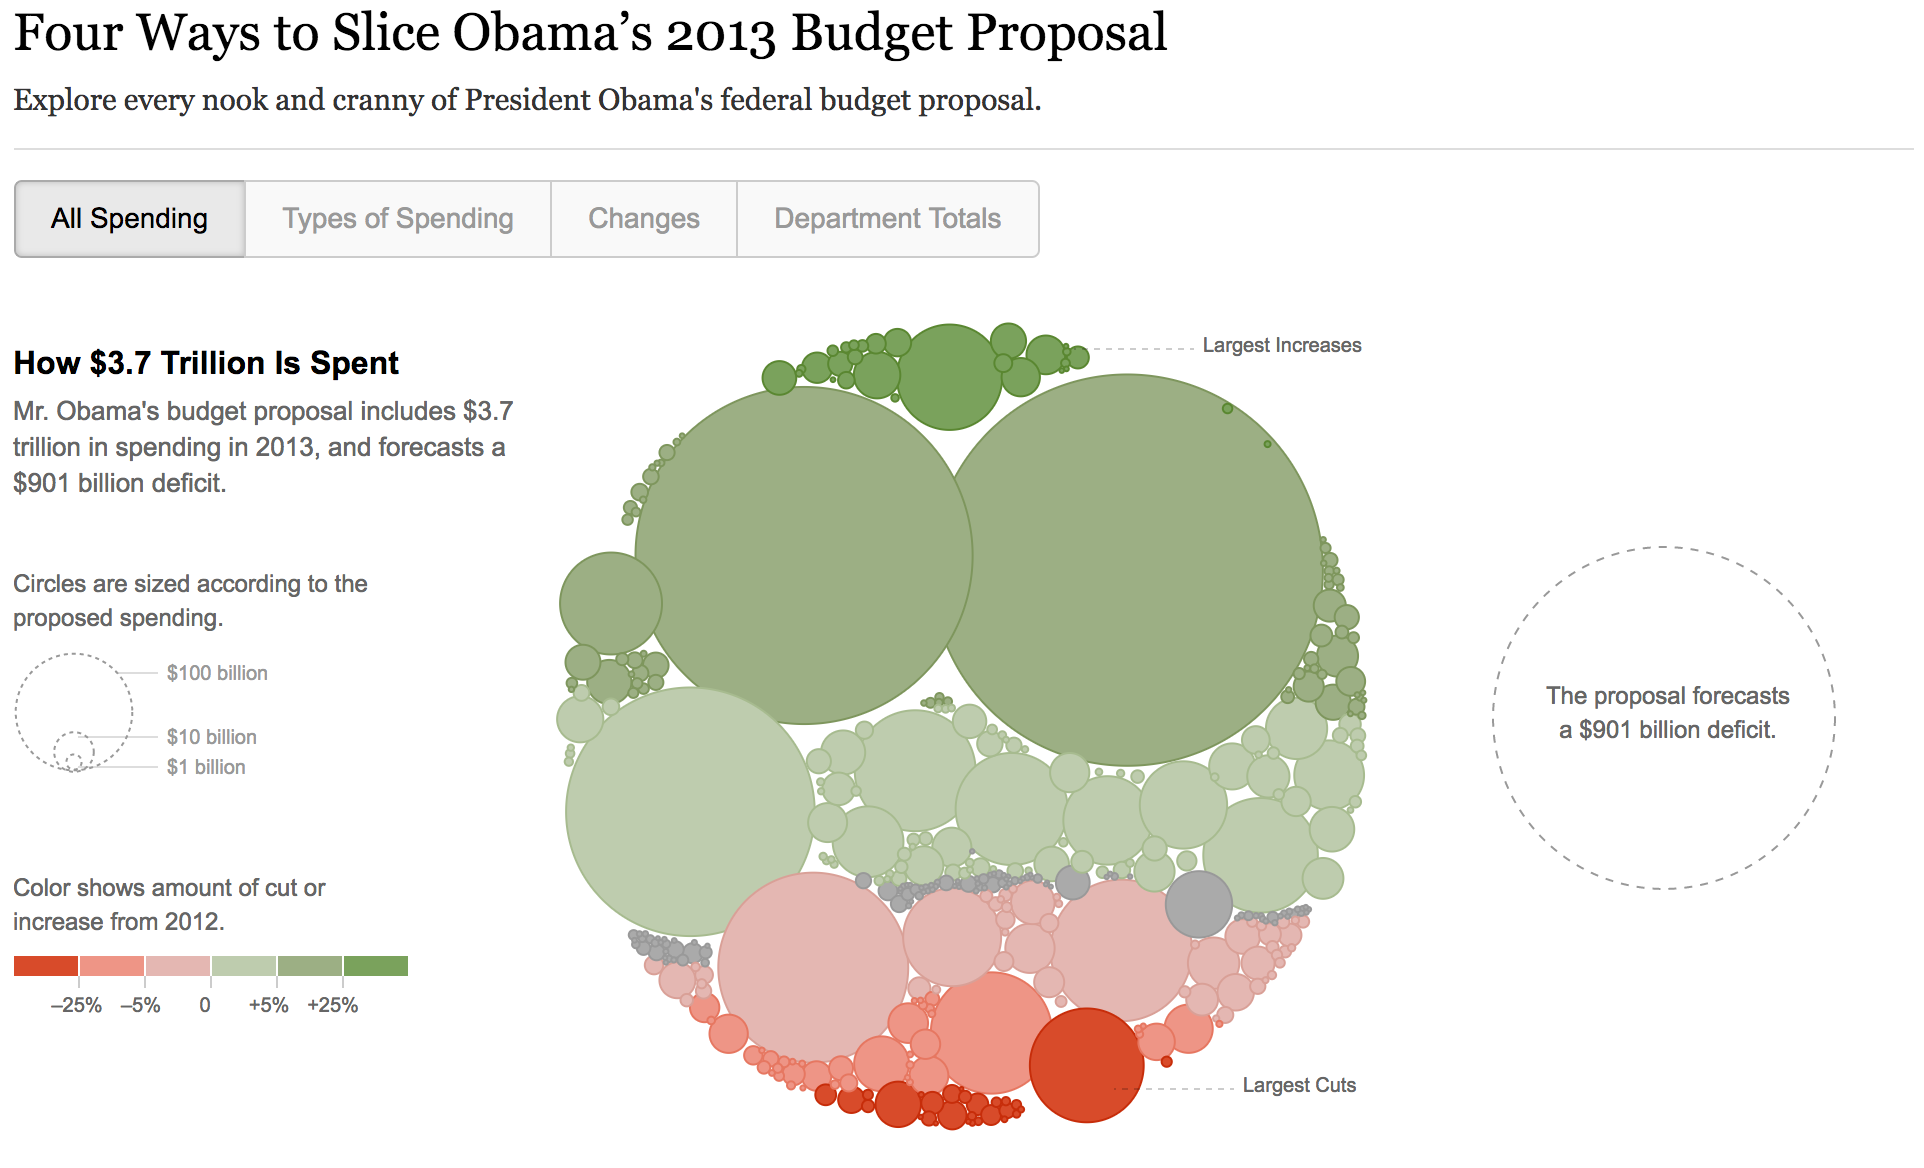 Four Ways to Slice Obama’s 2013 Budget Proposal
Explore every nook and cranny of President Obama's federal budget proposal.
All Spending
Types of Spending
Changes
Department Totals
How $3.7 Trillion Is Spent
Mr. Obama's budget proposal includes $3.7
trillion in spending in 2013, and forecasts a
$901 billion deficit.
Circles are sized according to the
proposed spending.
$100 billion
$10 billion
$1 billion
Color shows amount of cut or
increase from 2012.
–25%
–5%
0
+5%
+25%
Largest Increases
The proposal forecasts
a $901 billion deficit.
Largest Cuts